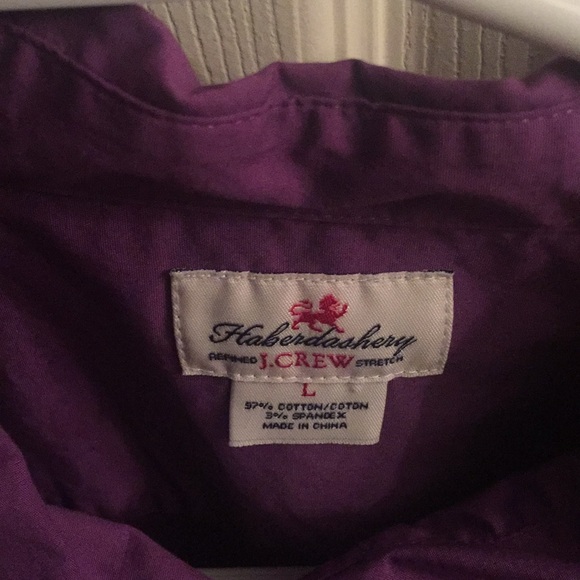 Haberdashery
REFINED J.CREW STRETCH
L
97% COTTON/COTON
3% SPANDEX
MADE IN CHINA